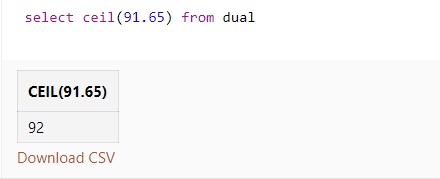 select ceil(91.65) from dual
CEIL(91.65)
92
Download CSV